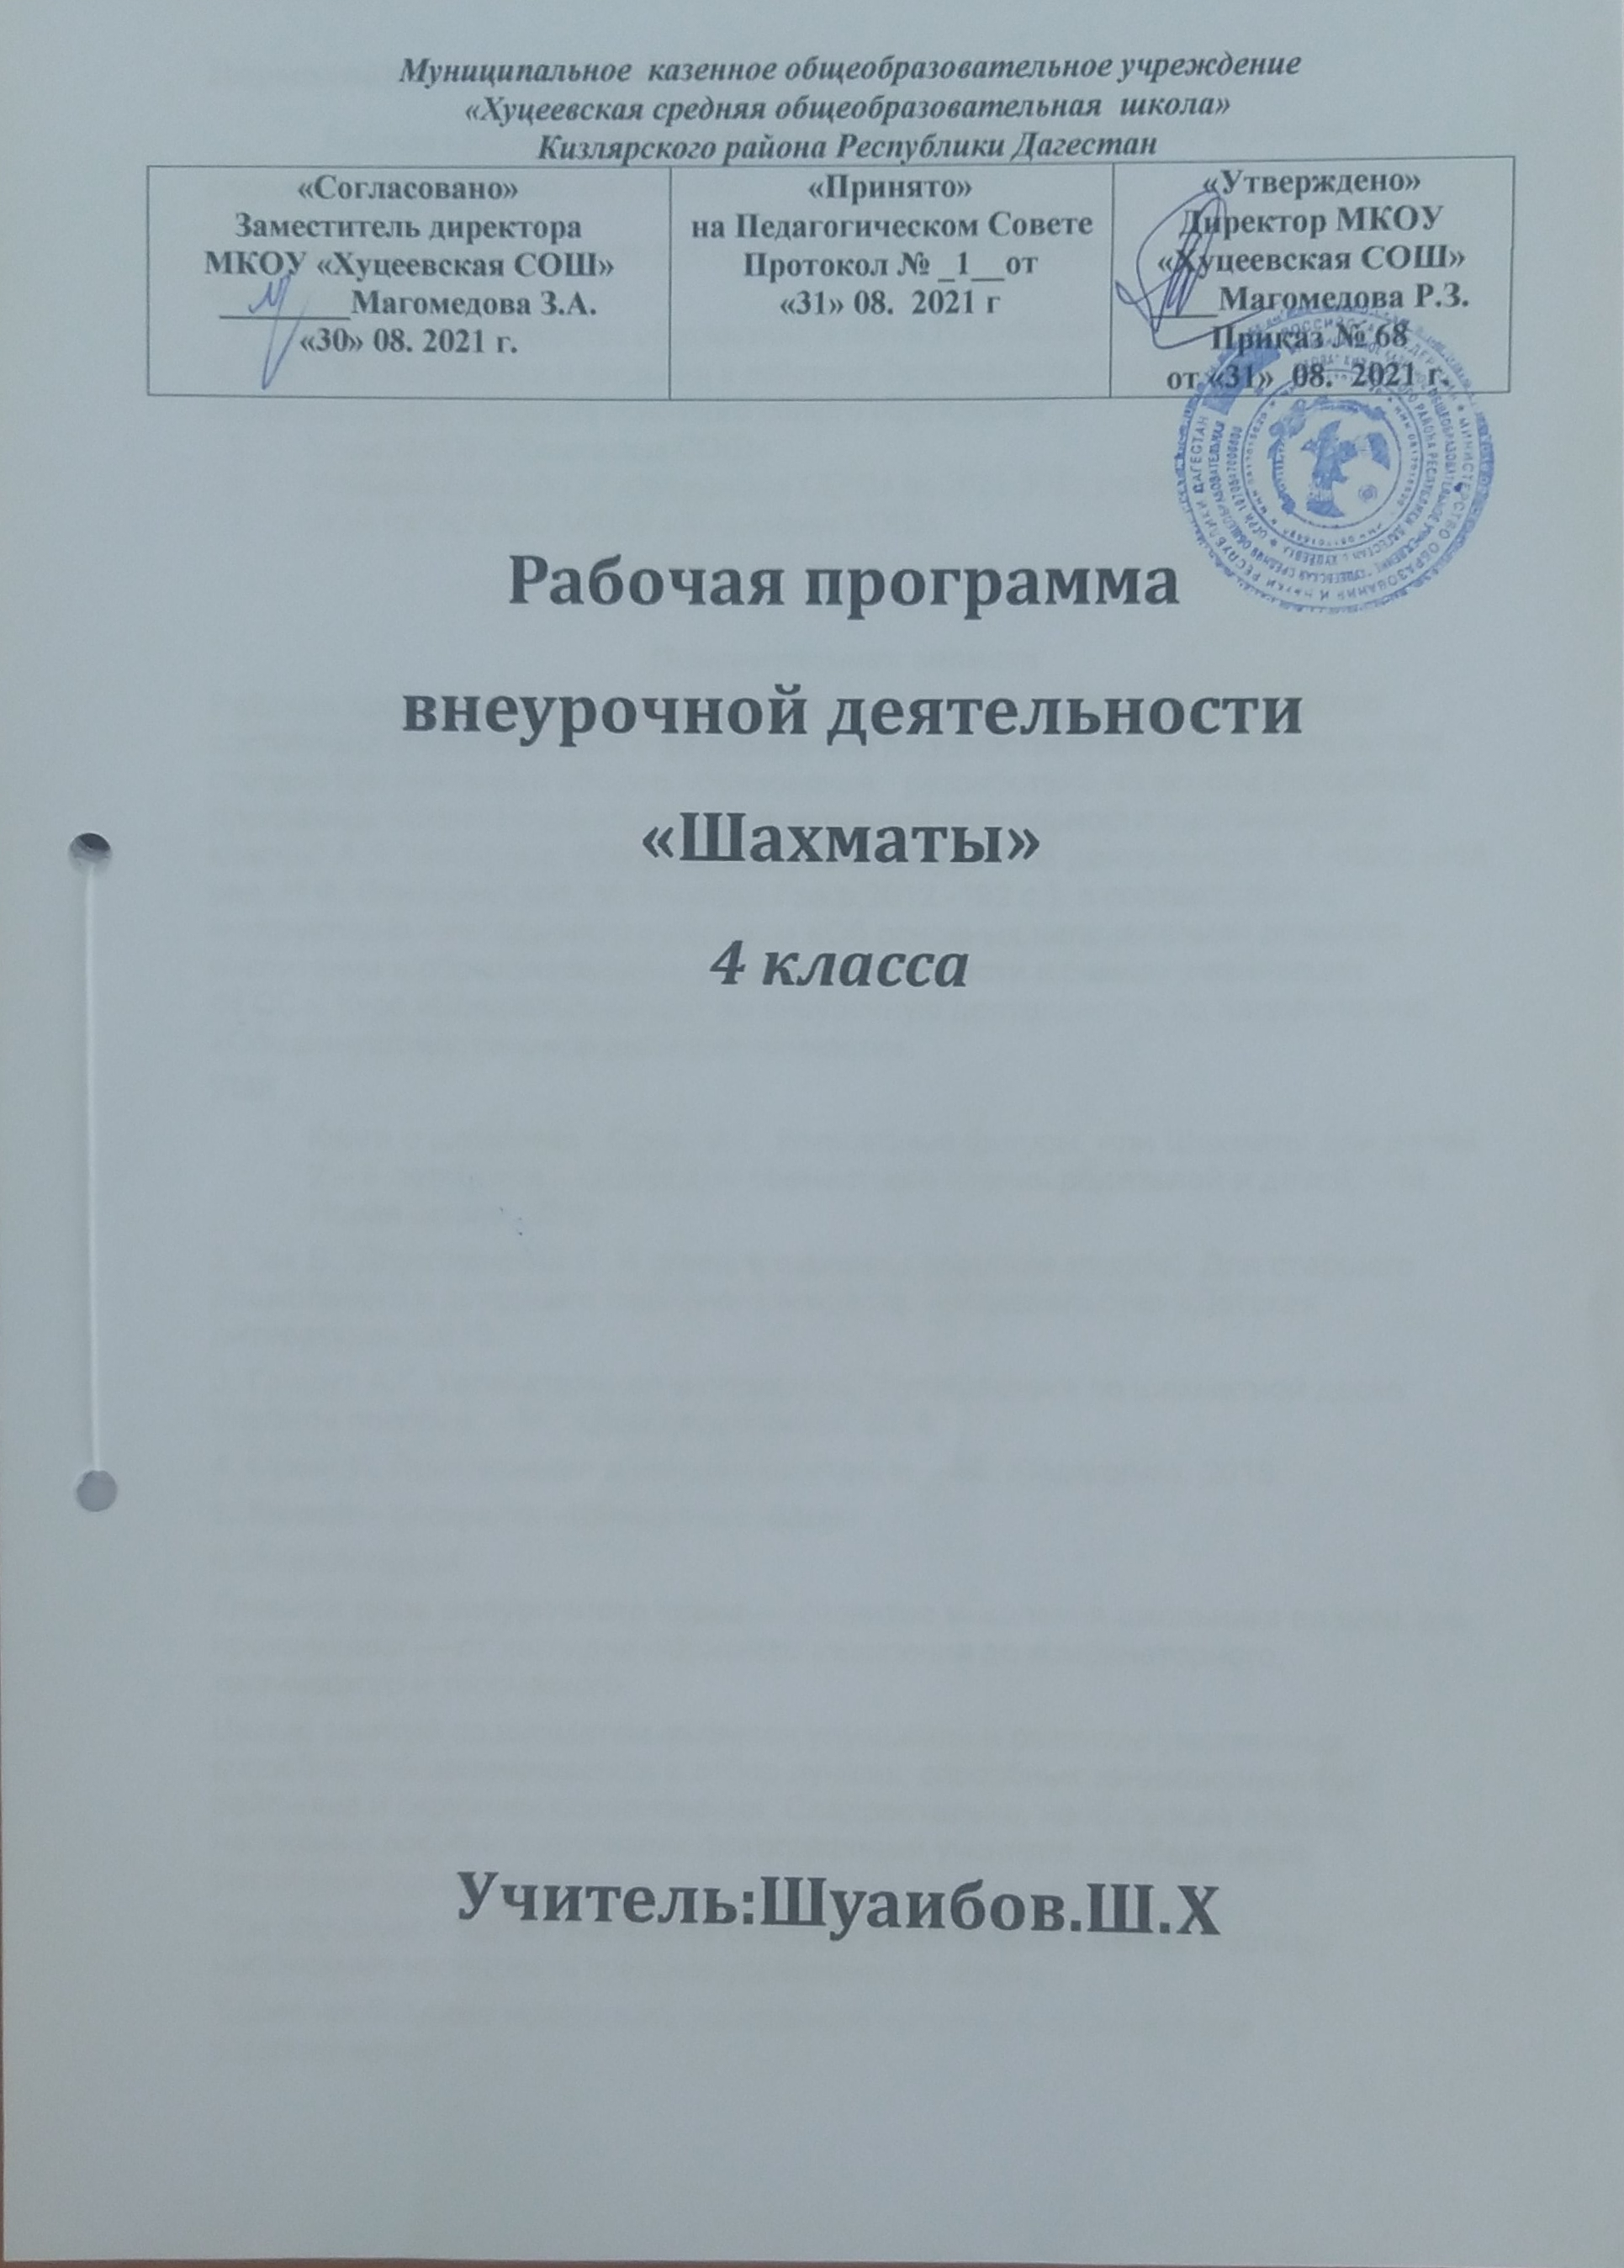 Муниципальное казенное общеобразовательное учреждение
«Хуцеевская средняя общеобразовательная школа»
Кизлярского района Республики Дагестан
«Согласовано»
Заместитель директора
МКОУ «Хуцеевская СОШ»
________Магомедова З.А.
«30» 08. 2021 г.
«Принято»
на Педагогическом Совете
Протокол № _1__от
«31» 08. 2021 г
«Утверждено»
Директор МКОУ
«Хуцеевская СОШ»
____Магомедова Р.З.
Приказ № 68
от «31» 08. 2021 г.
Рабочая программа
внеурочной деятельности
«Шахматы»
4 класса
Учитель:Шуаибов.Ш.Х